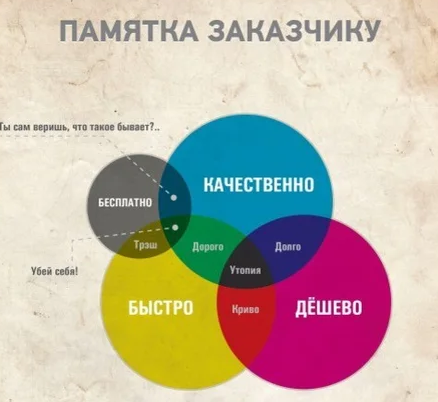 ПАМЯТКА ЗАКАЗЧИКУ
Ты сам веришь, что такое бывает?..
КАЧЕСТВЕННО
БЕСПЛАТНО
Трэш
Дорого
Долго
Утопия
Убей себя!
БЫСТРО
Криво
ДЁШЕВО